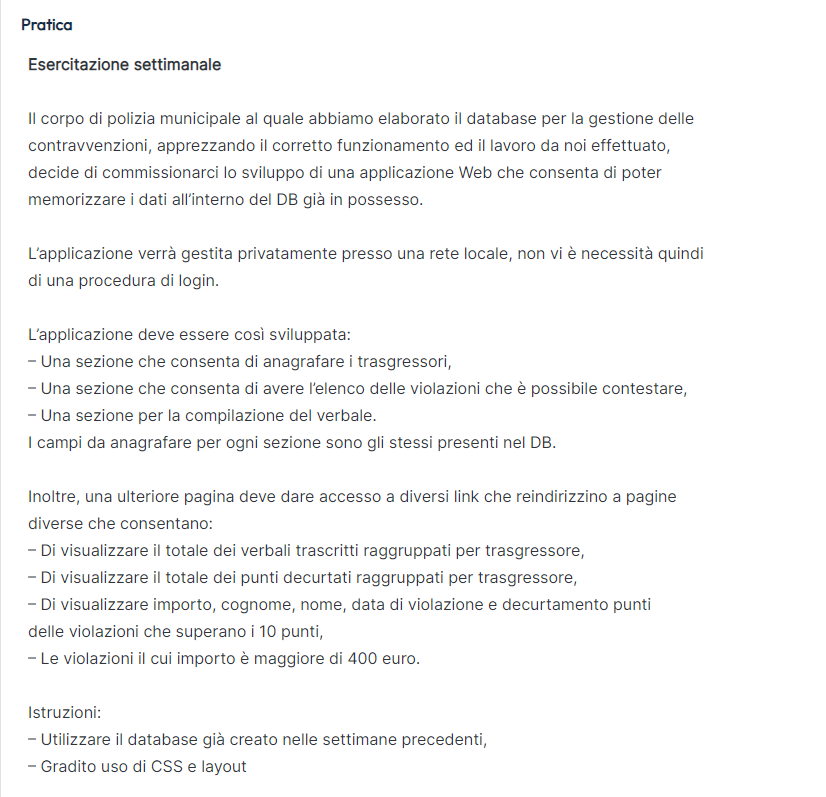 Pratica
Esercitazione settimanale
Il corpo di polizia municipale al quale abbiamo elaborato il database per la gestione delle
contravvenzioni, apprezzando il corretto funzionamento ed il lavoro da noi effettuato,
decide di commissionarci lo sviluppo di una applicazione Web che consenta di poter
memorizzare i dati all’interno del DB già in possesso.
L’applicazione verrà gestita privatamente presso una rete locale, non vi è necessità quindi
di una procedura di login.
L’applicazione deve essere così sviluppata:
– Una sezione che consenta di anagrafare i trasgressori,
– Una sezione che consenta di avere l’elenco delle violazioni che è possibile contestare,
– Una sezione per la compilazione del verbale.
I campi da anagrafare per ogni sezione sono gli stessi presenti nel DB.
Inoltre, una ulteriore pagina deve dare accesso a diversi link che reindirizzino a pagine
diverse che consentano:
– Di visualizzare il totale dei verbali trascritti raggruppati per trasgressore,
– Di visualizzare il totale dei punti decurtati raggruppati per trasgressore,
– Di visualizzare importo, cognome, nome, data di violazione e decurtamento punti
delle violazioni che superano i 10 punti,
– Le violazioni il cui importo è maggiore di 400 euro.
Istruzioni:
– Utilizzare il database già creato nelle settimane precedenti,
– Gradito uso di CSS e layout